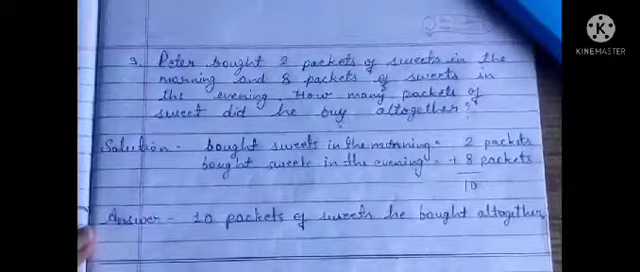 3. Peter bought 2 packets of sweets in the
morning and 8 packets of sweets in
the evening. How many packets of
sweet did he buy altogether?
Solution - bought sweets in the morning = 2 packets
bought sweets in the evening = + 8 packets
10
Answer - 10 packets of sweets he bought altogether
KINEMASTER